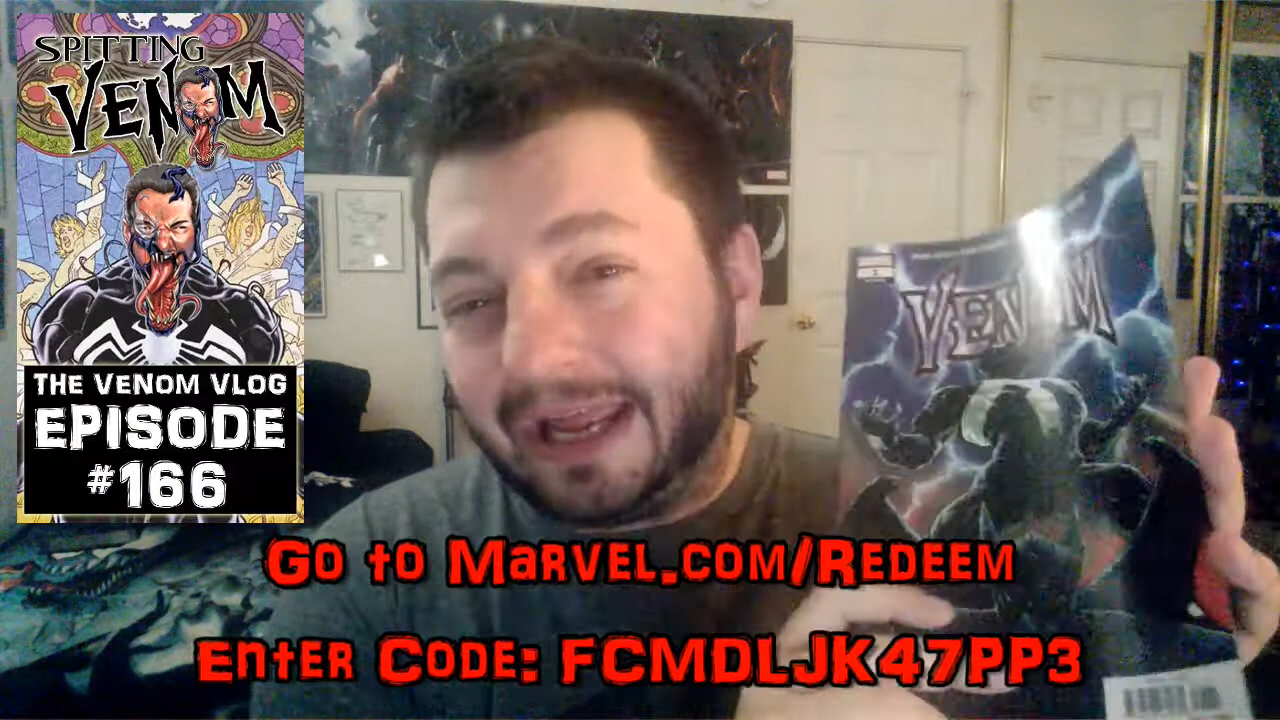 SPITTING
VENOM
THE VENOM VLOG
EPISODE
#166
VENOM
Go to Marvel.com/Redeem
Enter Code: FCMDLJK47PP3